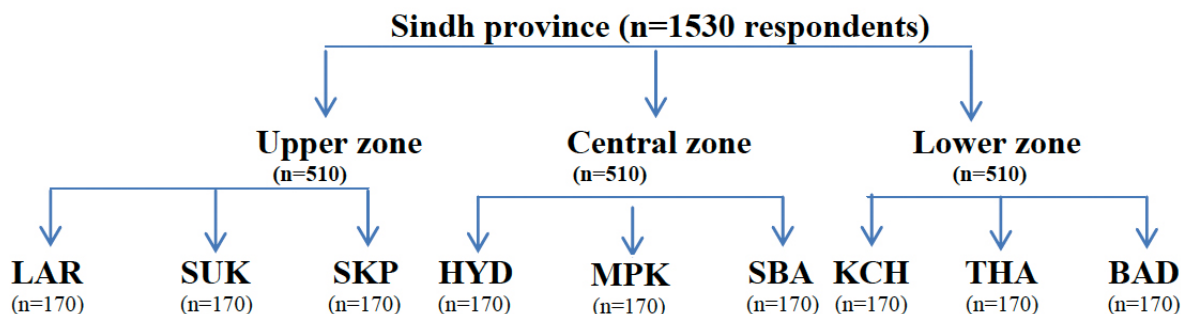 Sindh province (n=1530 respondents)
Upper zone Central zone Lower zone
(n=510) (n=510) (n=510)
LAR SUK SKP HYD MPK SBA KCH THA BAD
(n=170) (n=170) (n=170) (n=170) (n=170) (n=170) (n=170) (n=170) (n=170)